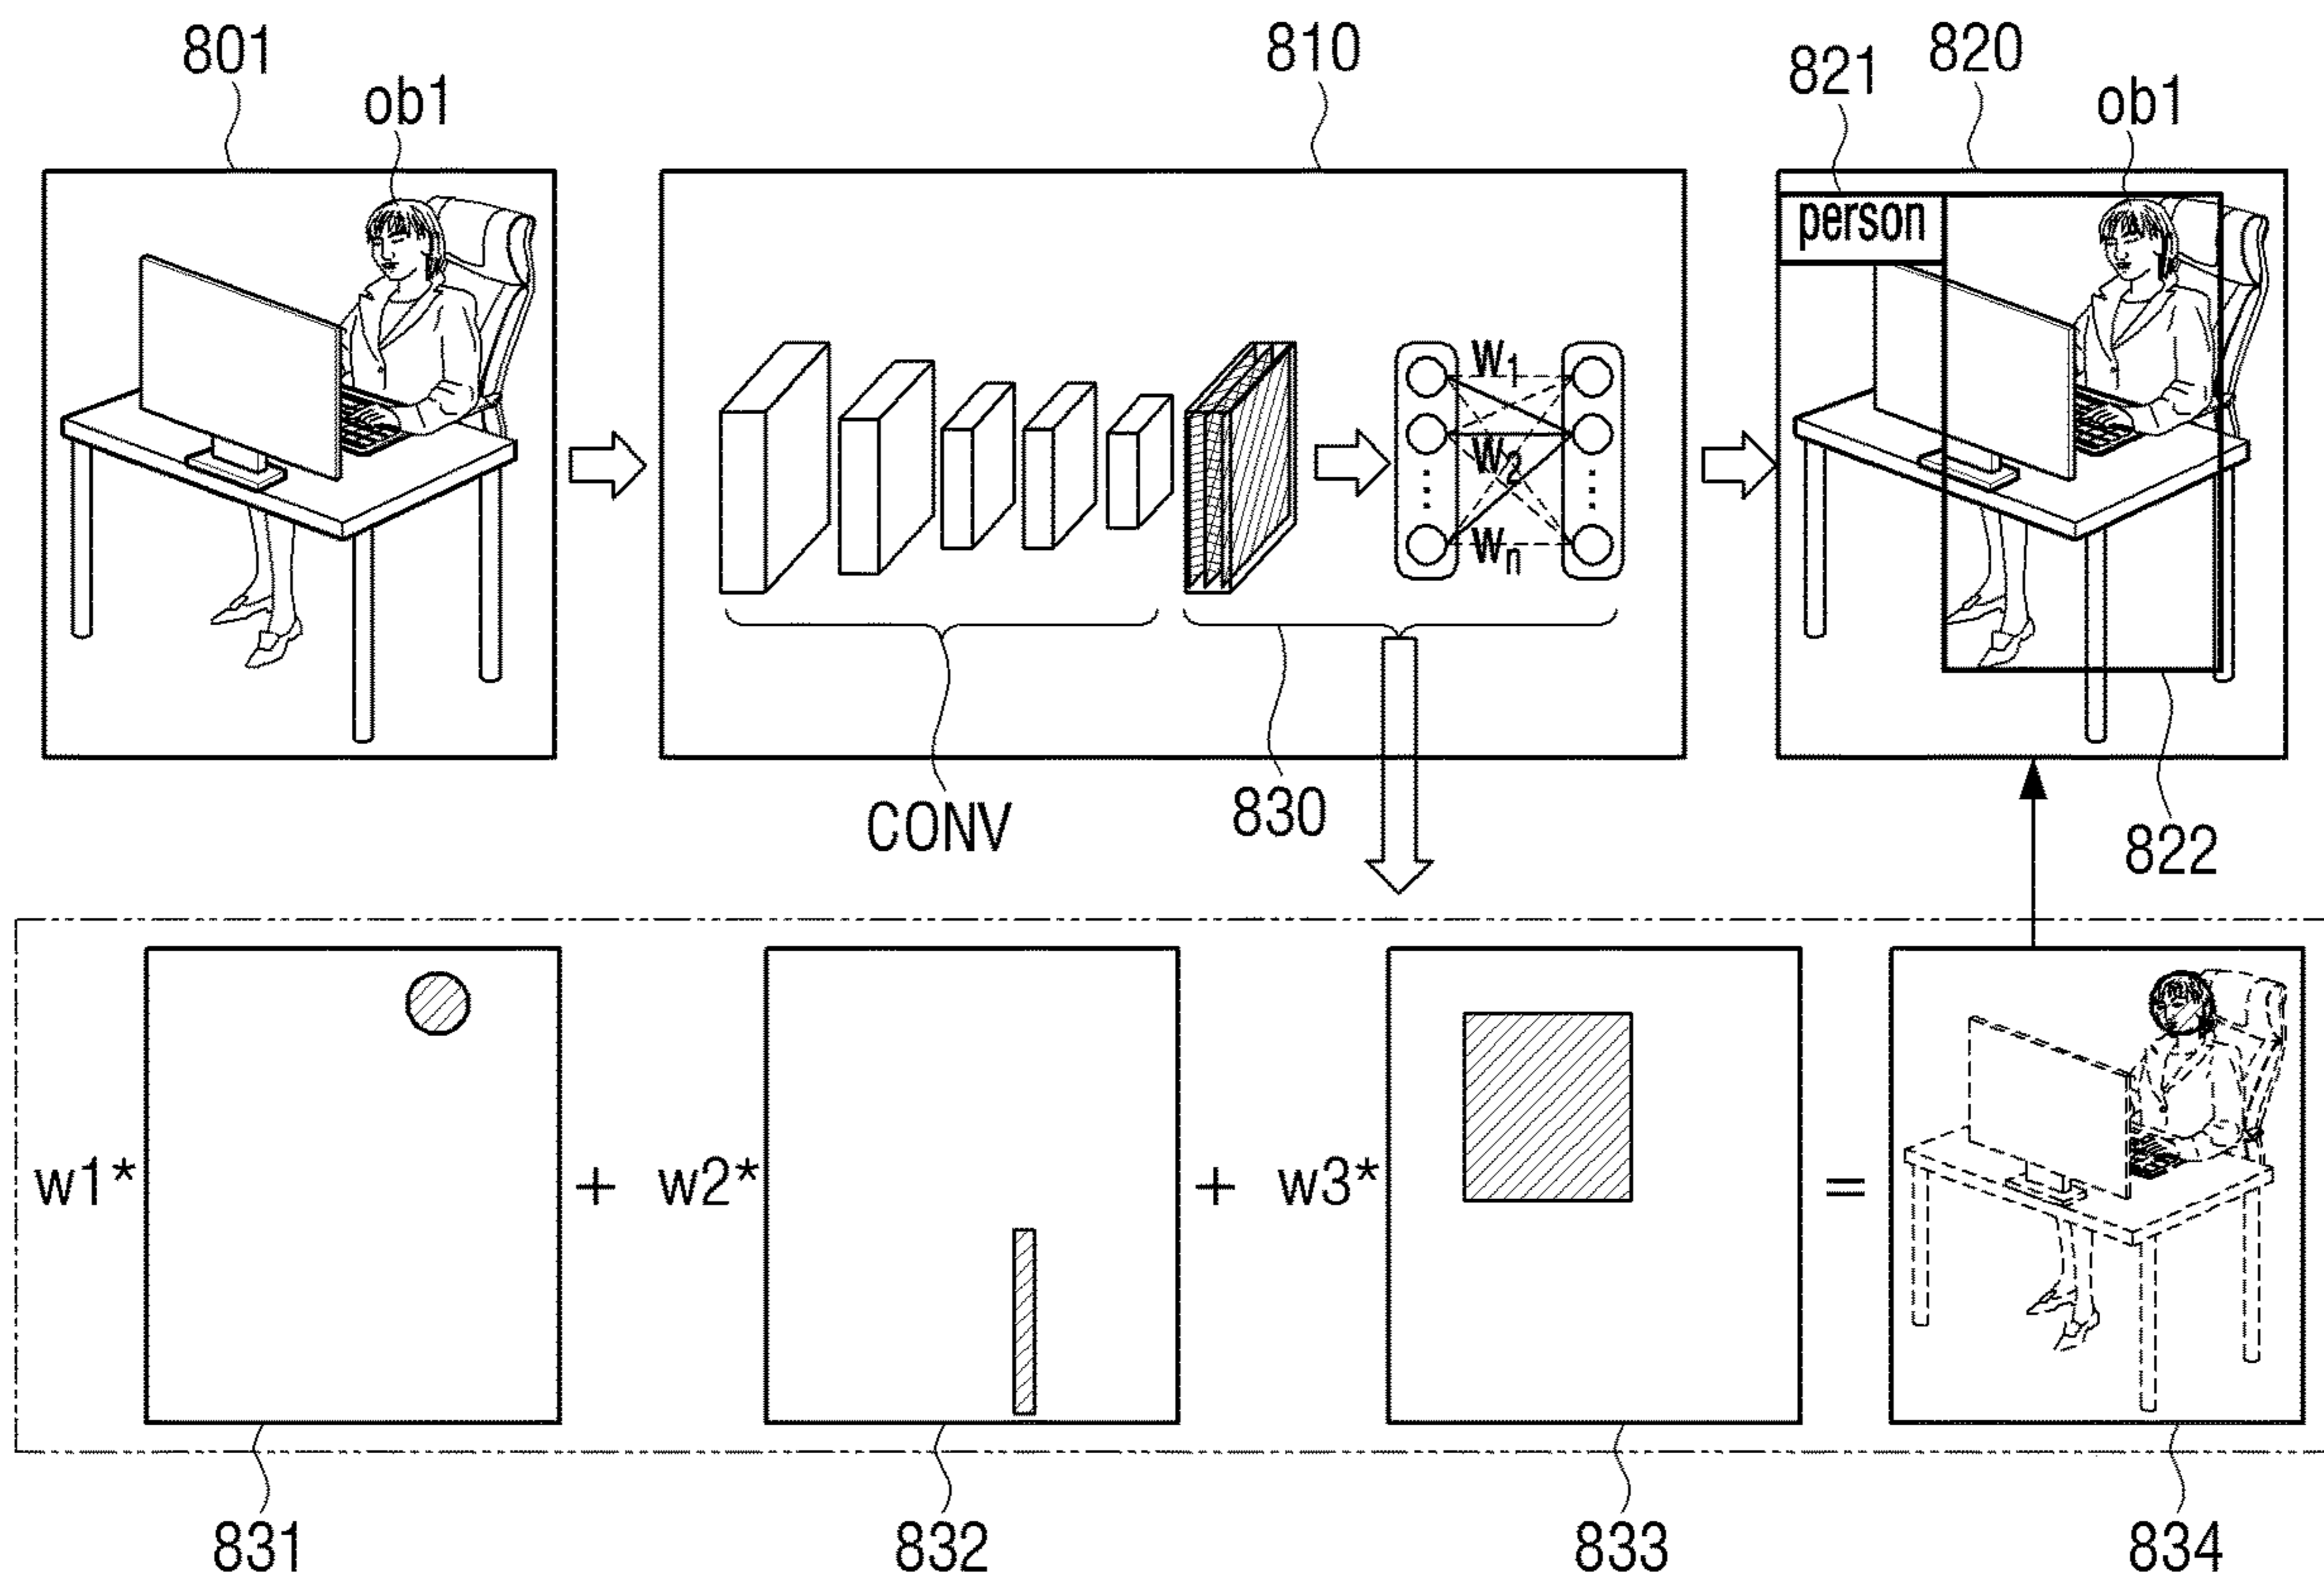 801
ob1
810
821
820
ob1
person
W1
W2
Wn
CONV
830
822
w1* + w2* + w3* =
831
832
833
834